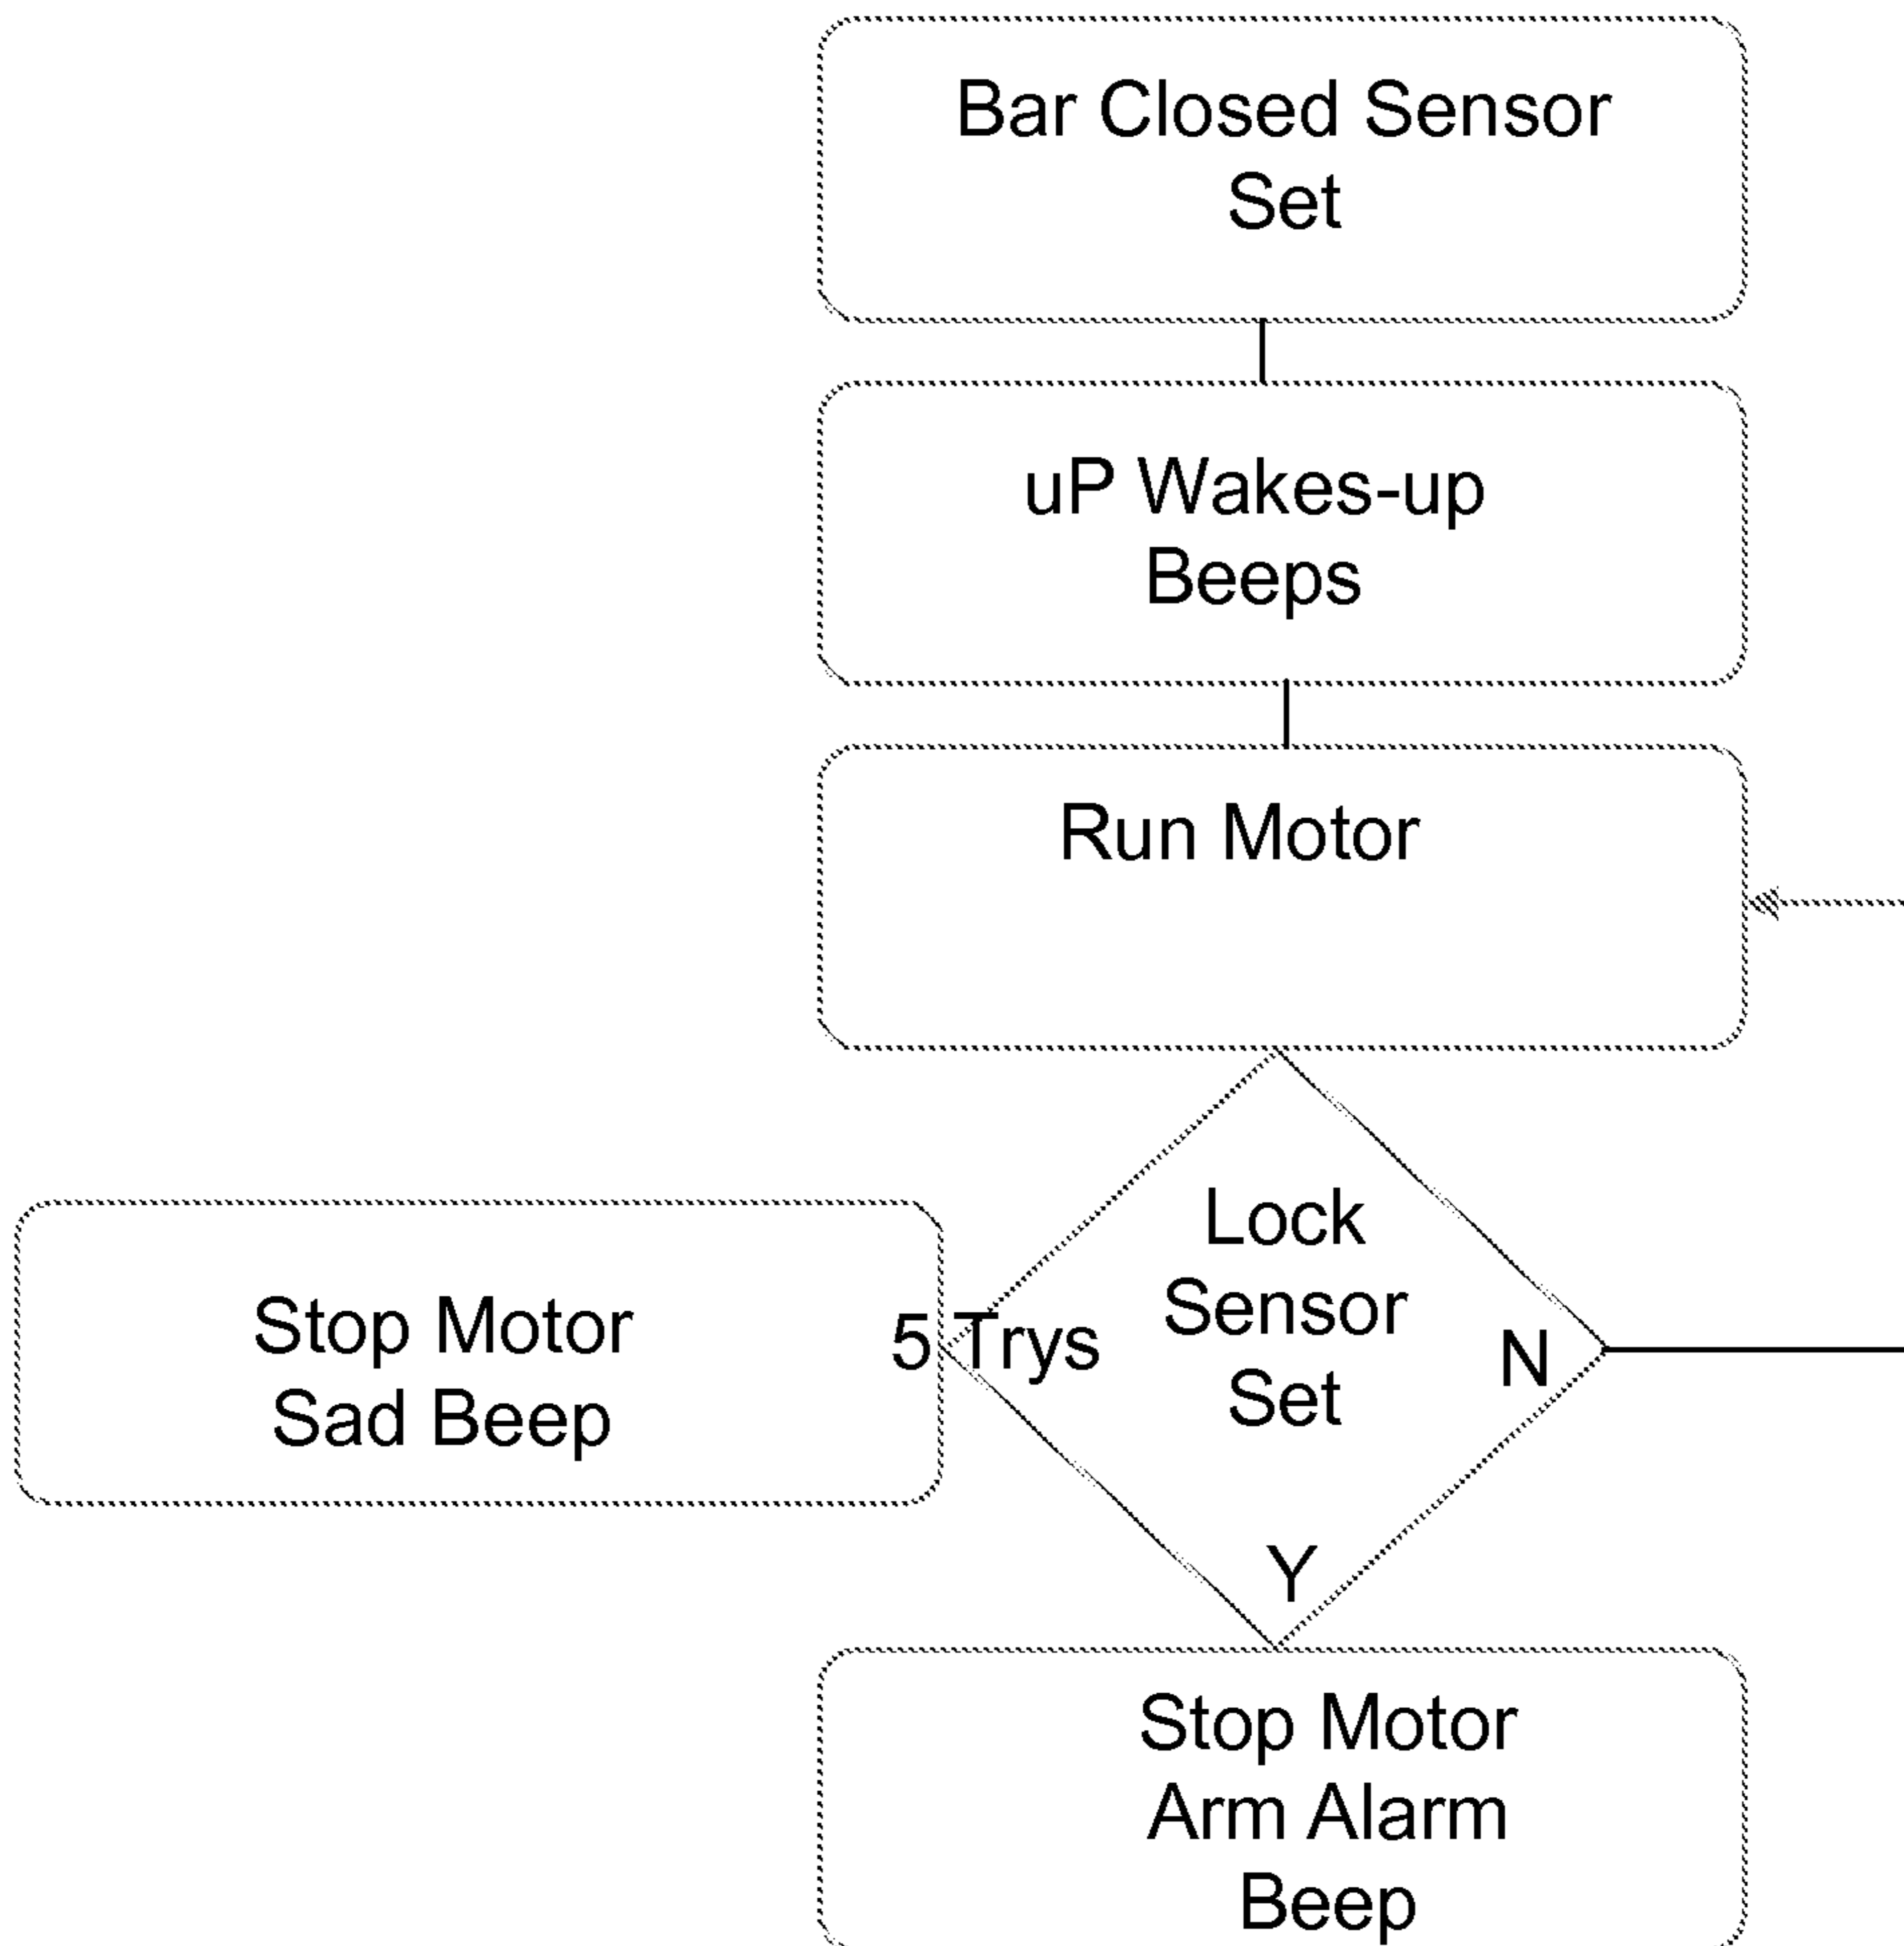 Bar Closed Sensor
Set
uP Wakes-up
Beeps
Run Motor
Lock
Sensor
Set
5 Trys
N
Y
Stop Motor
Sad Beep
Stop Motor
Arm Alarm
Beep